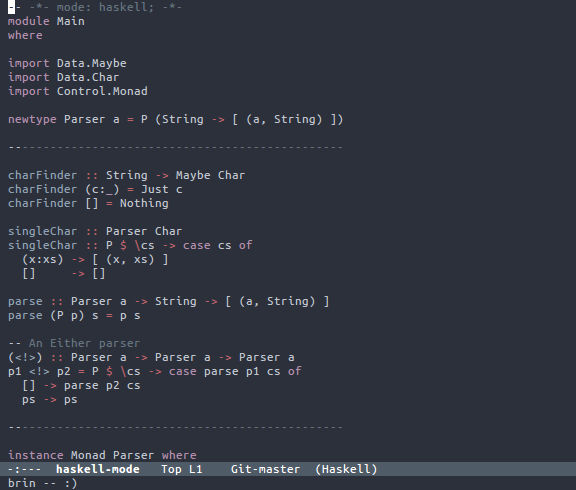 -- -*- mode: haskell; -*-
module Main
where

import Data.Maybe
import Data.Char
import Control.Monad

newtype Parser a = P (String -> [ (a, String) ])

------------------------------------------------

charFinder :: String -> Maybe Char
charFinder (c:_) = Just c
charFinder [] = Nothing

singleChar :: Parser Char
singleChar :: P $ \cs -> case cs of
  (x:xs) -> [ (x, xs) ]
  []     -> []

parse :: Parser a -> String -> [ (a, String) ]
parse (P p) s = p s

-- An Either parser
(<!>) :: Parser a -> Parser a -> Parser a
p1 <!> p2 = P $ \cs -> case parse p1 cs of
  [] -> parse p2 cs
  ps -> ps

------------------------------------------------

instance Monad Parser where
-:---  haskell-mode   Top L1    Git-master  (Haskell)
brin -- :)